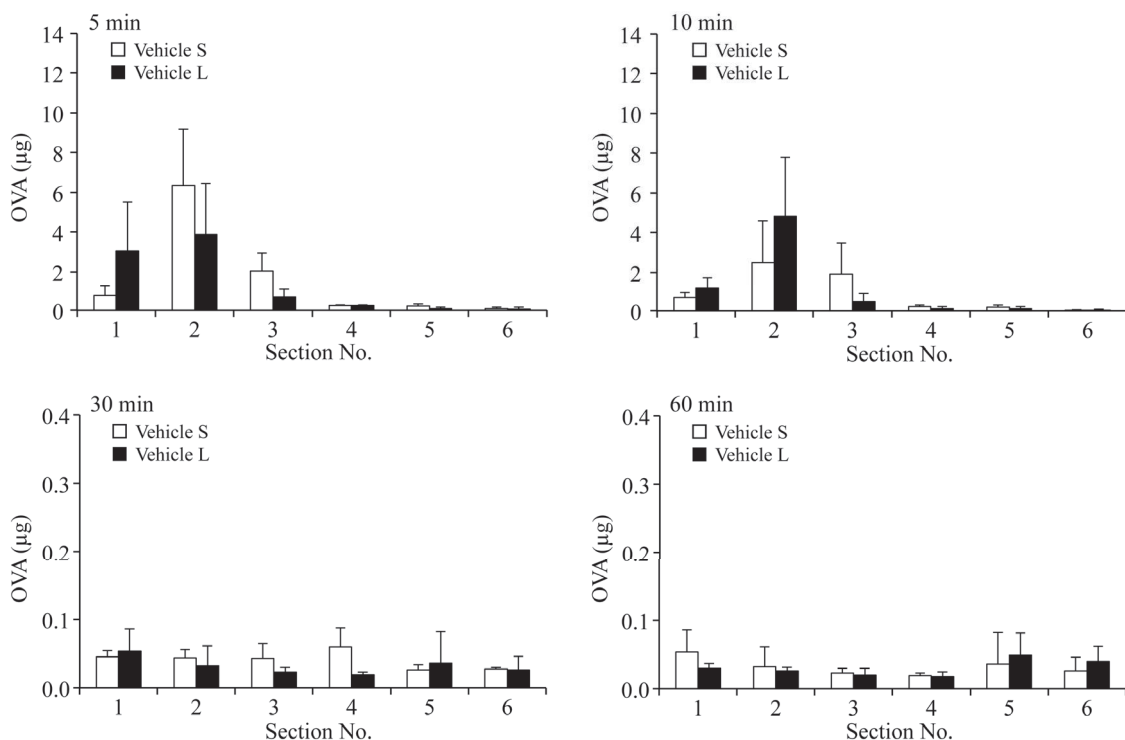 5 min
14
12
10
8
6
4
2
0
OVA (µg)
Vehicle S
Vehicle L
1 2 3 4 5 6
Section No.
10 min
14
12
10
8
6
4
2
0
OVA (µg)
Vehicle S
Vehicle L
1 2 3 4 5 6
Section No.
30 min
0.4
0.3
0.2
0.1
0.0
OVA (µg)
Vehicle S
Vehicle L
1 2 3 4 5 6
Section No.
60 min
0.4
0.3
0.2
0.1
0.0
OVA (µg)
Vehicle S
Vehicle L
1 2 3 4 5 6
Section No.